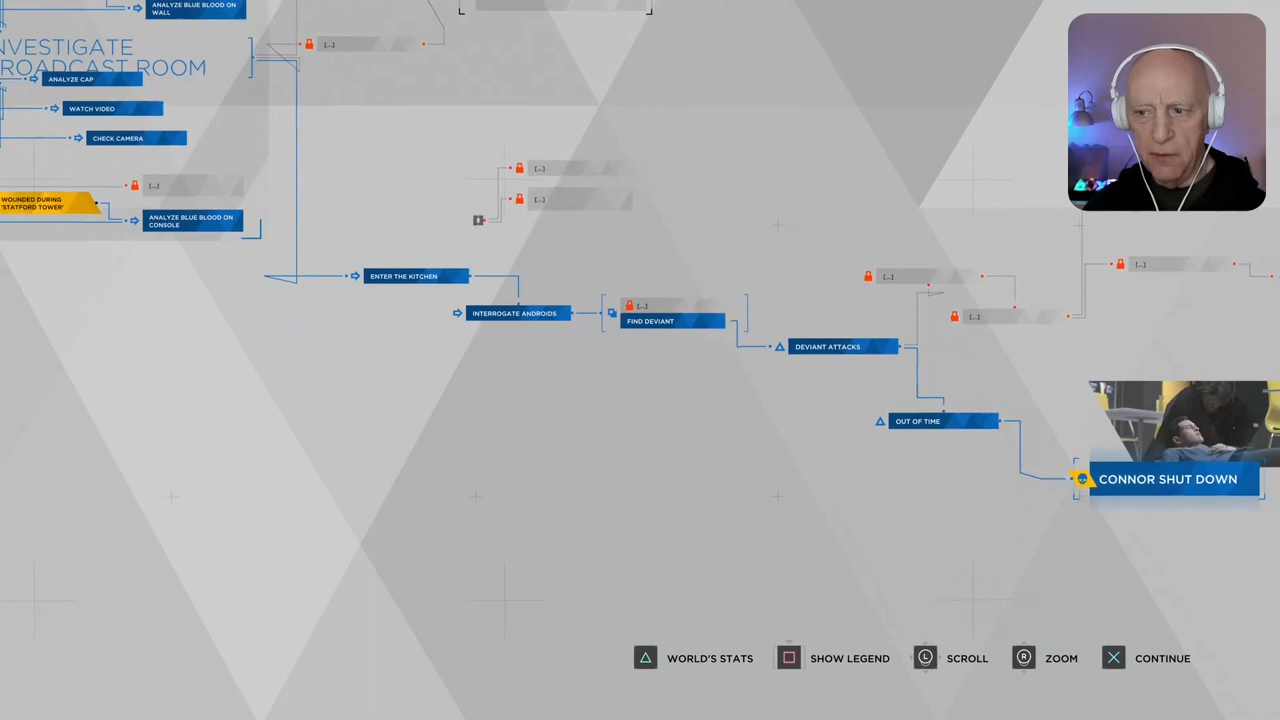 ANALYZE BLUE BLOOD ON
WALL
NVESTIGATE
ROADCAST ROOM
[...]
ANALYZE CAP
WATCH VIDEO
CHECK CAMERA
[...]
[...]
WOUNDED DURING
'STATFORD TOWER'
[...]
ANALYZE BLUE BLOOD ON
CONSOLE
ENTER THE KITCHEN
[...]
[...]
INTERROGATE ANDROIDS
[...]
FIND DEVIANT
[...]
DEVIANT ATTACKS
OUT OF TIME
CONNOR SHUT DOWN
WORLD'S STATS
SHOW LEGEND
L
SCROLL
R
ZOOM
CONTINUE